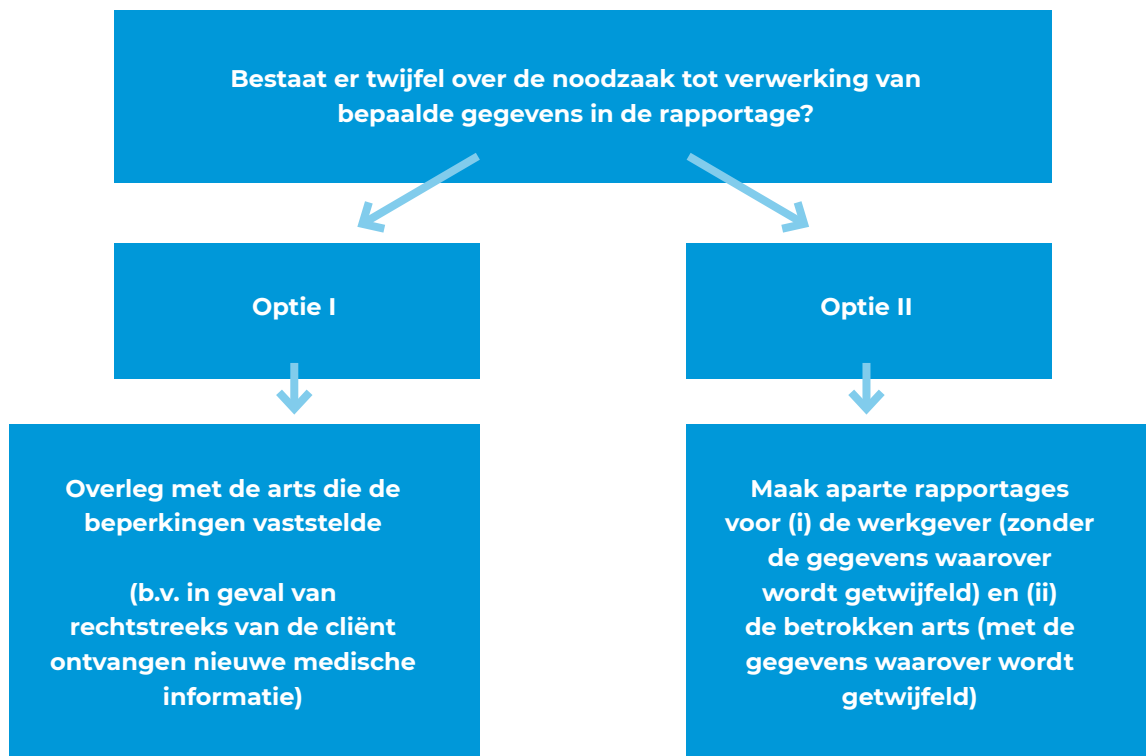 Bestaat er twijfel over de noodzaak tot verwerking van
bepaalde gegevens in de rapportage?
Optie I
Optie II
Overleg met de arts die de
beperkingen vaststelde
(b.v. in geval van
rechtstreeks van de cliënt
ontvangen nieuwe medische
informatie)
Maak aparte rapportages
voor (i) de werkgever (zonder
de gegevens waarover
wordt getwijfeld) en (ii)
de betrokken arts (met de
gegevens waarover wordt
getwijfeld)